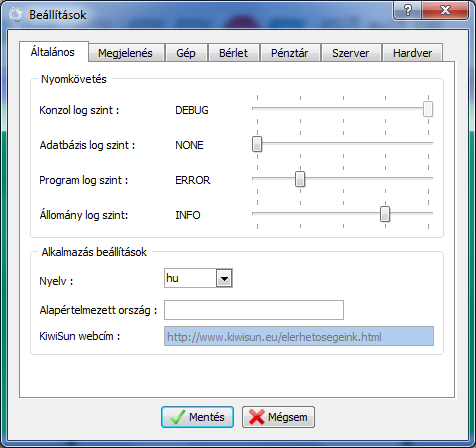 Beállítások
Általános Megjelenés Gép Bérlet Pénztár Szerver Hardver
Nyomkövetés
Konzol log szint : DEBUG
Adatbázis log szint : NONE
Program log szint : ERROR
Állomány log szint: INFO
Alkalmazás beállítások
Nyelv : hu
Alapértelmezett ország :
KiwiSun webcím : http://www.kiwisun.eu/elerhetosegeink.html
Mentés Mégsem